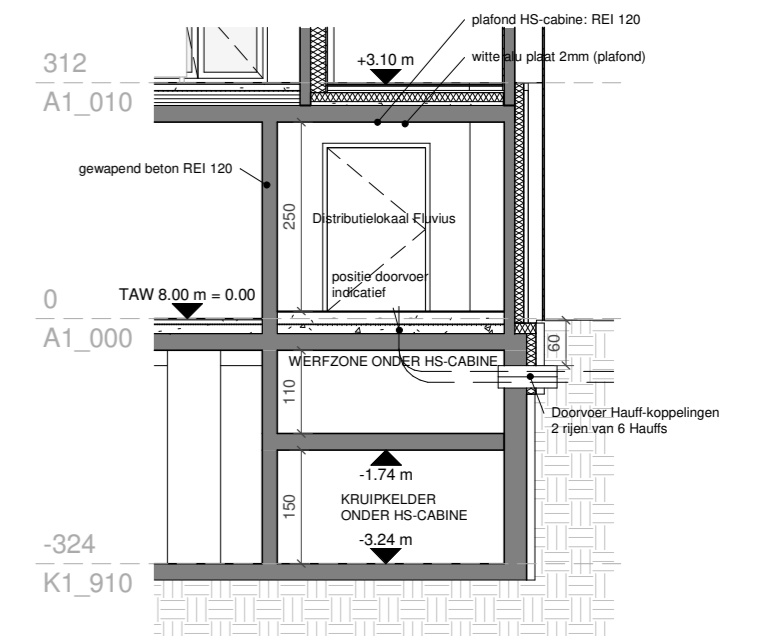 plafond HS-cabine: REI 120
312
+3.10 m
witte alu plaat 2mm (plafond)
A1_010
gewapend beton REI 120
250
Distributielokaal Fluvius
positie doorvoer
indicatief
0
TAW 8.00 m = 0.00
A1_000
60
WERFZONE ONDER HS-CABINE
110
Doorvoer Hauff-koppelingen
2 rijen van 6 Hauffs
-1.74 m
150
KRUIPKELDER
ONDER HS-CABINE
-3.24 m
-324
K1_910